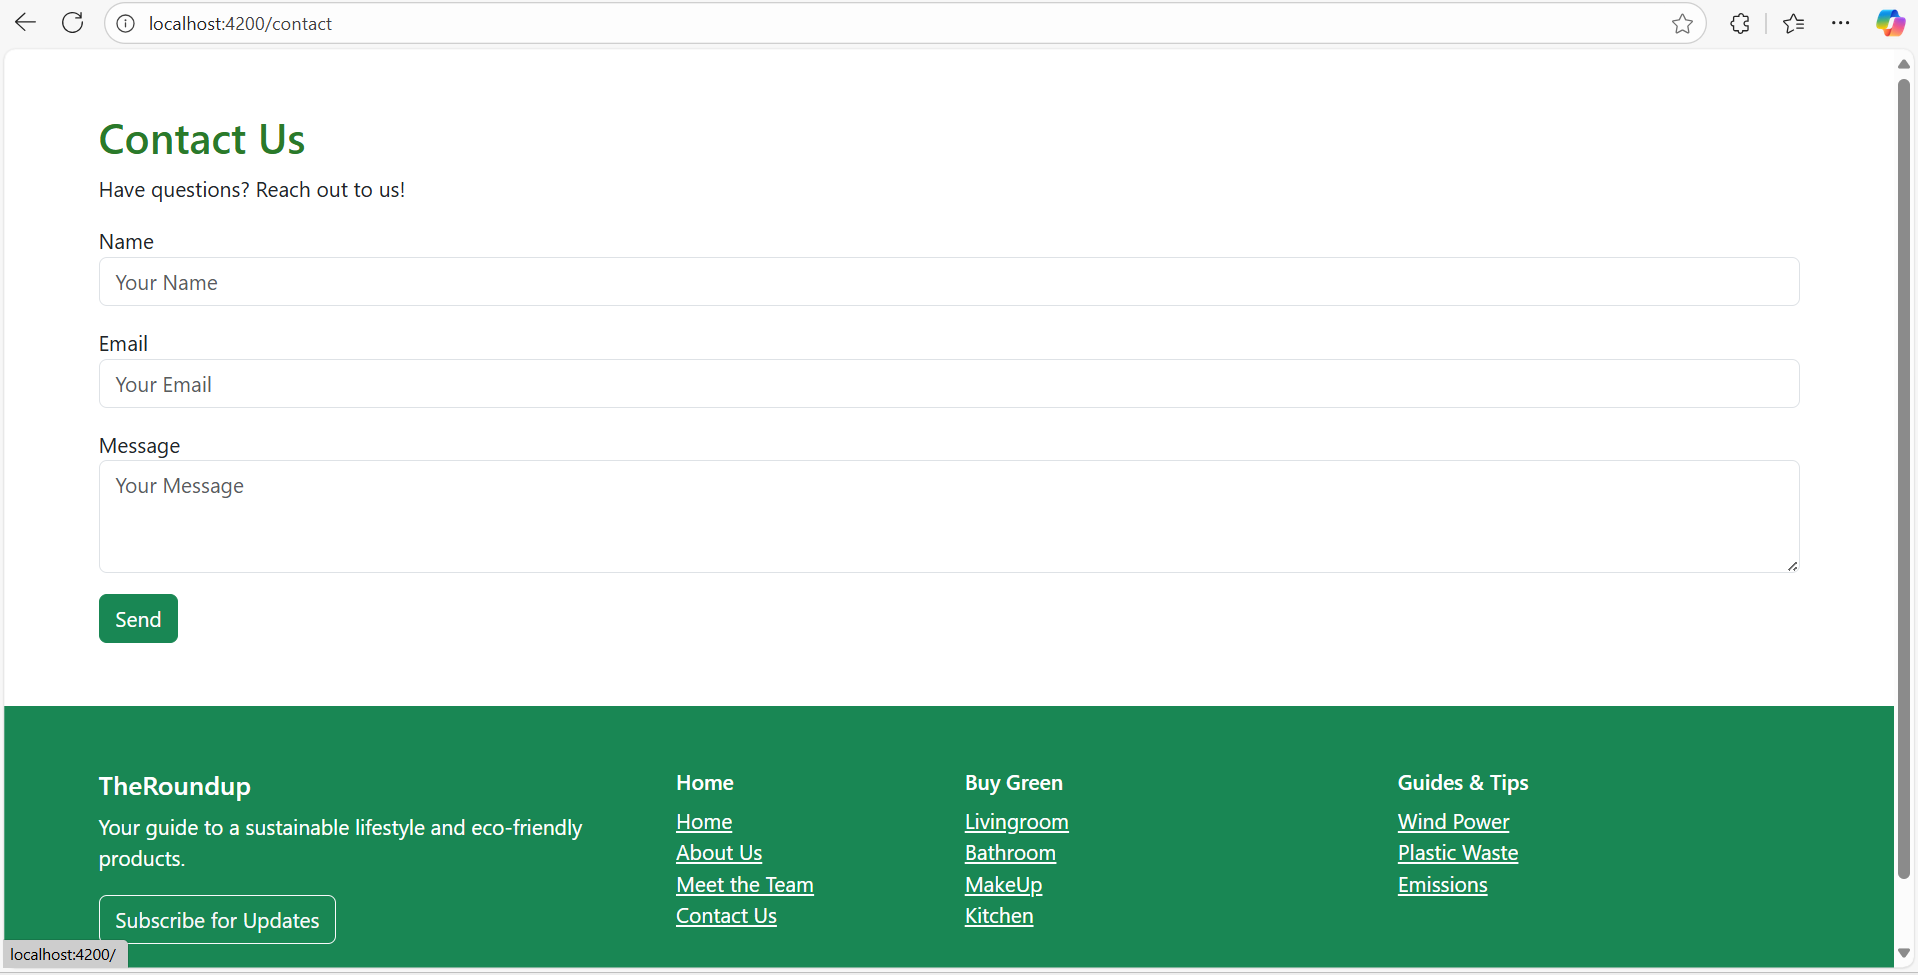 localhost:4200/contact
Contact Us
Have questions? Reach out to us!
Name
Your Name
Email
Your Email
Message
Your Message
Send
TheRoundup
Your guide to a sustainable lifestyle and eco-friendly
products.
Subscribe for Updates
Home
Home
About Us
Meet the Team
Contact Us
Buy Green
Livingroom
Bathroom
MakeUp
Kitchen
Guides & Tips
Wind Power
Plastic Waste
Emissions
localhost:4200/